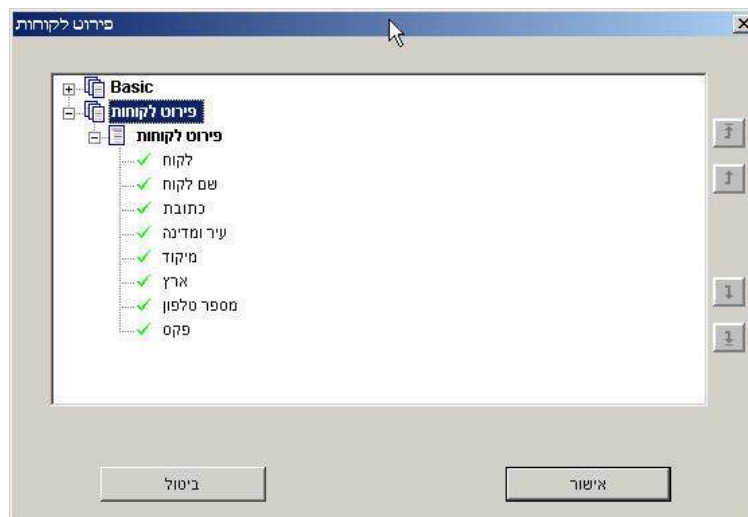 פירוט לקוחות
Basic
פירוט לקוחות
פירוט לקוחות
לקוח
שם לקוח
כתובת
עיר ומדינה
מיקוד
ארץ
מספר טלפון
פקס
אישור
ביטול